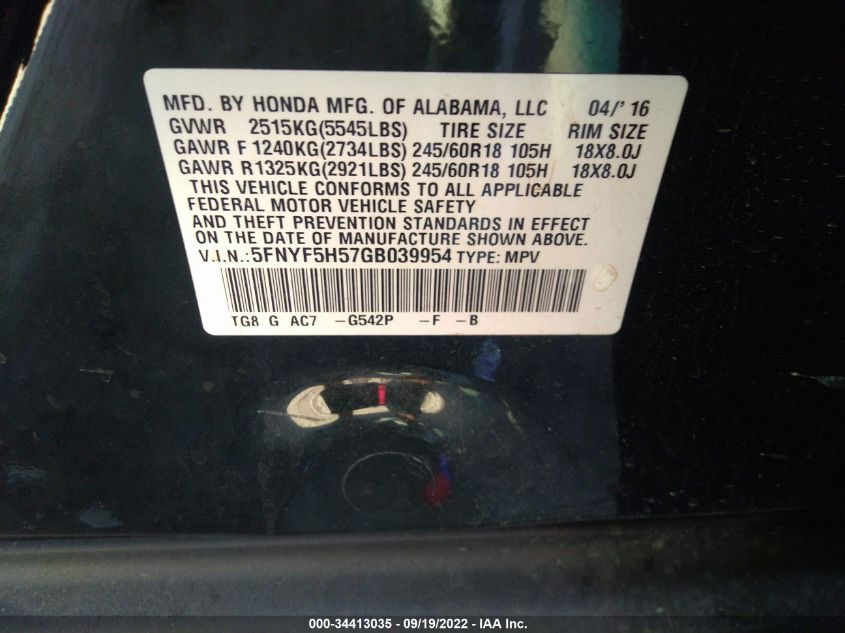 MFD. BY HONDA MFG. OF ALABAMA, LLC 04/' 16
GVWR 2515KG(5545LBS) TIRE SIZE RIM SIZE
GAWR F 1240KG(2734LBS) 245/60R18 105H 18X8.0J
GAWR R1325KG(2921LBS) 245/60R18 105H 18X8.0J
THIS VEHICLE CONFORMS TO ALL APPLICABLE
FEDERAL MOTOR VEHICLE SAFETY
AND THEFT PREVENTION STANDARDS IN EFFECT
ON THE DATE OF MANUFACTURE SHOWN ABOVE.
V.I.N.:5FNYF5H57GB039954 TYPE: MPV
TG8 G AC7 -G542P -F -B
000-34413035 - 09/19/2022 - IAA Inc.